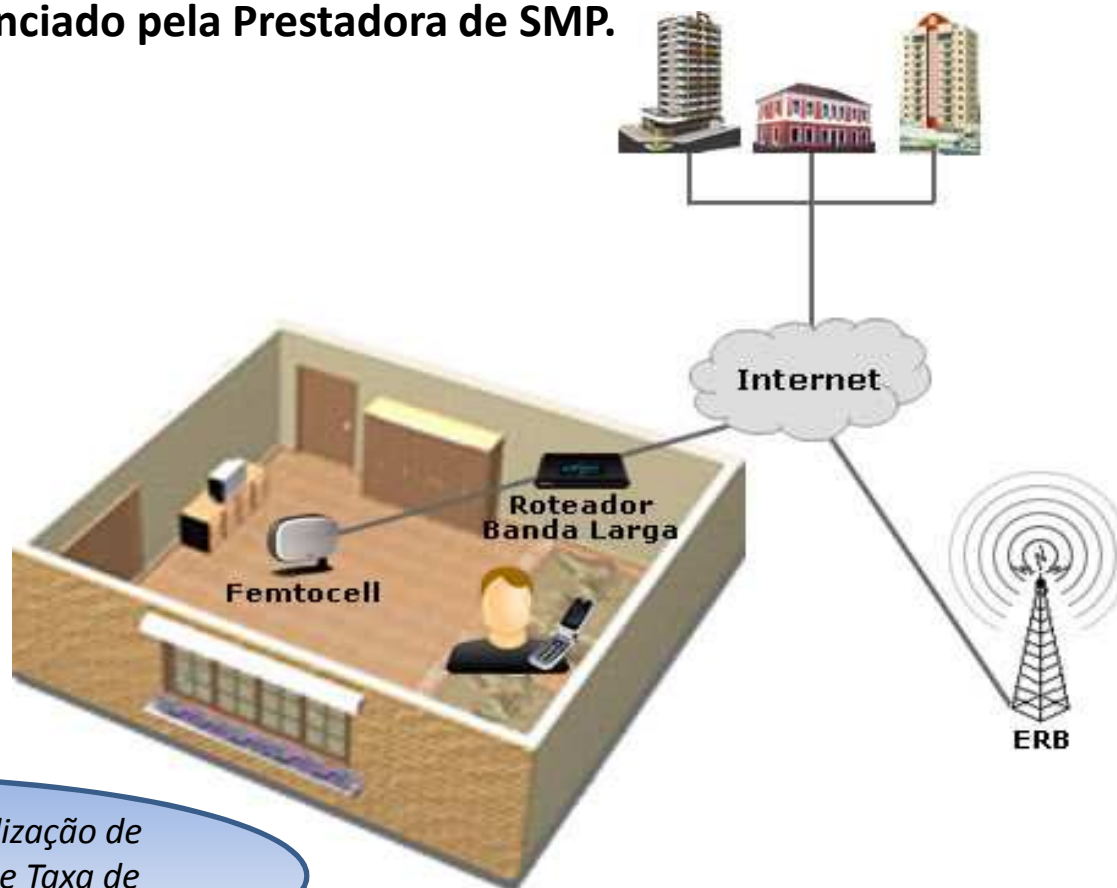 nciado pela Prestadora de SMP.
Internet
Roteador
Banda Larga
Femtocell
ERB
lização de
e Taxa de